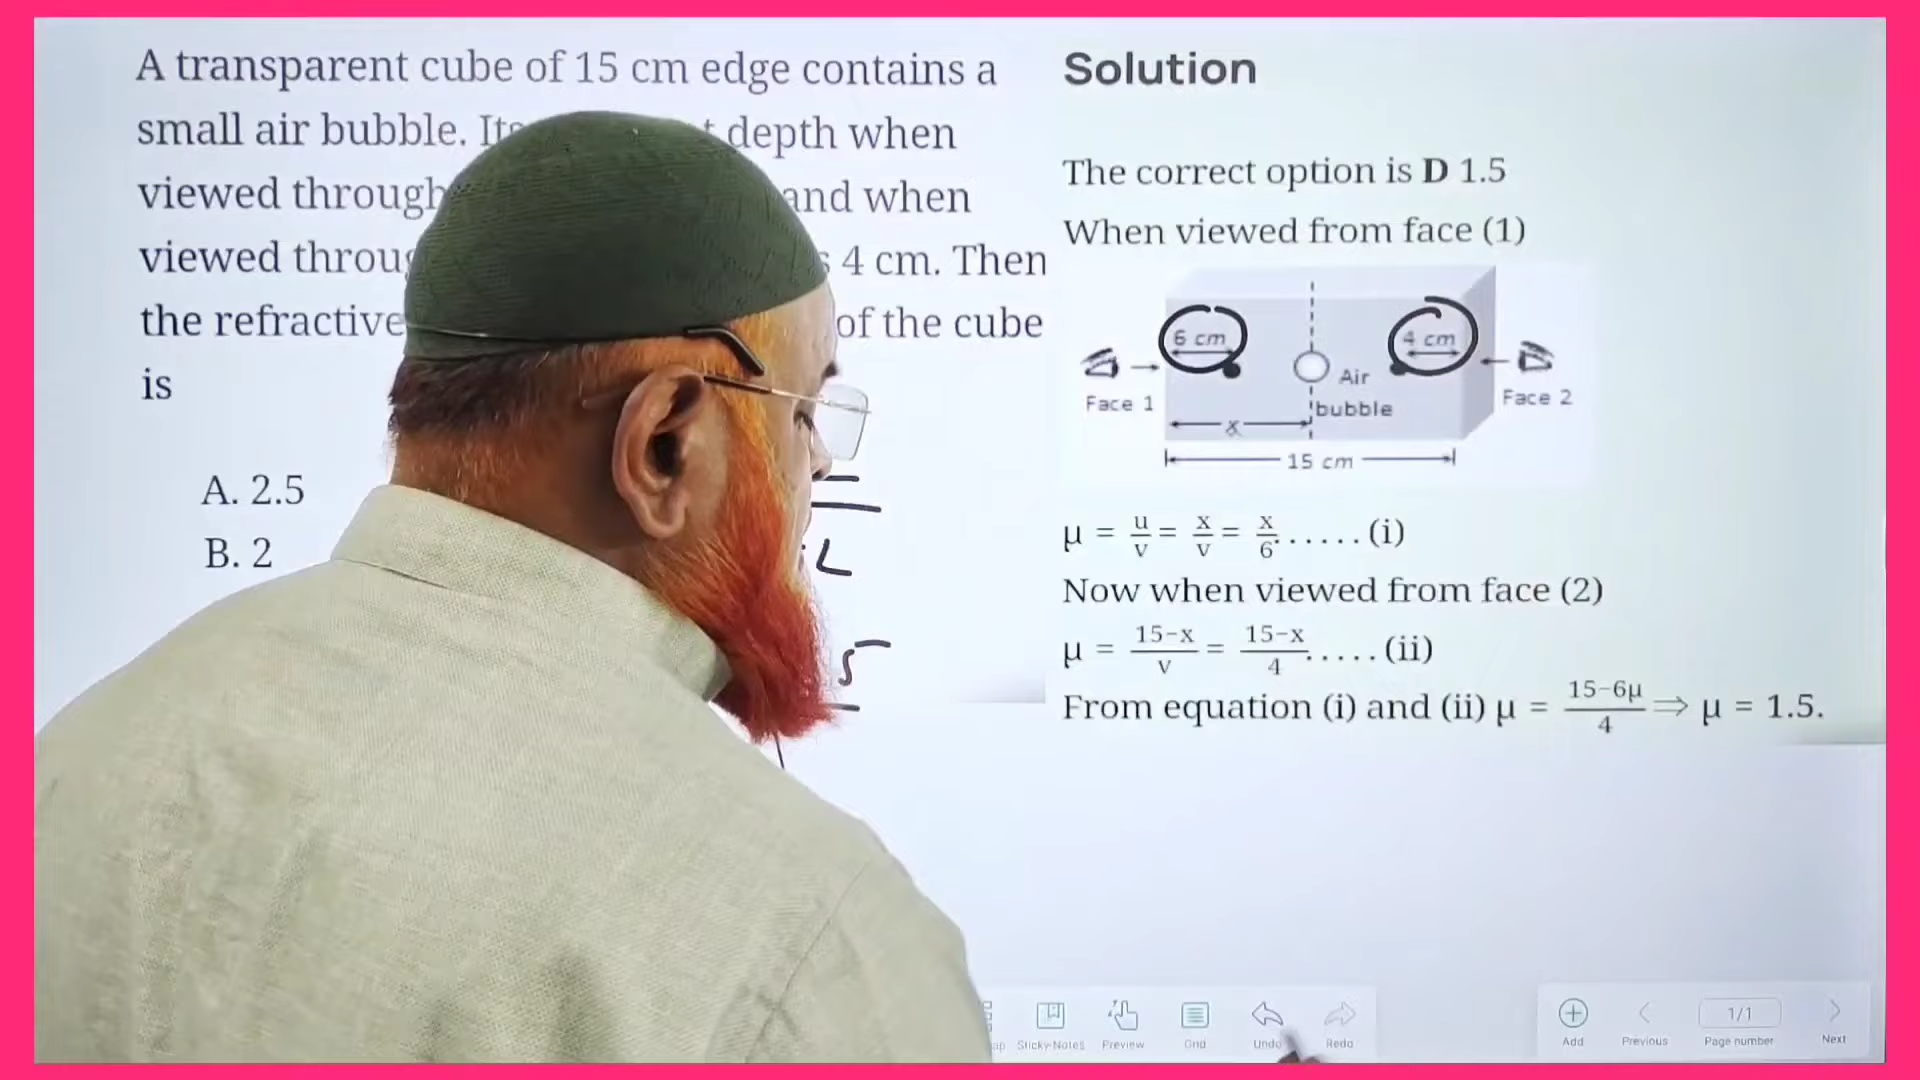 A transparent cube of 15 cm edge contains a
small air bubble. Its depth when
viewed through and when
viewed 4 cm. Then
the refractive of the cube
is
A. 2.5
B. 2
5
Solution
The correct option is D 1.5
When viewed from face (1)
6 cm
4 cm
Air
bubble
Face 1
Face 2
x
15 cm
μ = u/v = x/v = x/6 ...... (i)
Now when viewed from face (2)
μ = 15-x/v = 15-x/4 ..... (ii)
From equation (i) and (ii) μ = 15-6μ/4 ⇒ μ = 1.5.
Sticky Notes
Preview
Grid
Undo
Redo
Add
Previous
1/1
Page number
Next